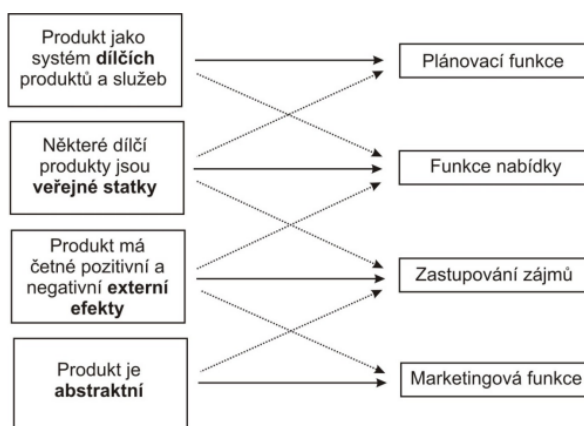 Produkt jako
systém dílčích
produktů a služeb
Plánovací funkce
Některé dílčí
produkty jsou
veřejné statky
Funkce nabídky
Produkt má
četné pozitivní a
negativní externí
efekty
Zastupování zájmů
Produkt je
abstraktní
Marketingová funkce